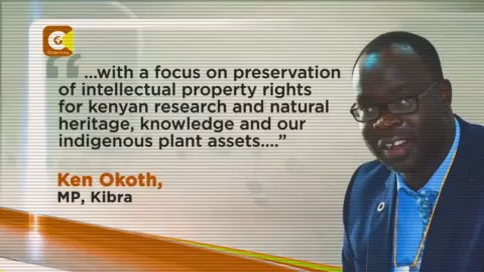 “...with a focus on preservation
of intellectual property rights
for kenyan research and natural
heritage, knowledge and our
indigenous plant assets....”
Ken Okoth,
MP, Kibra